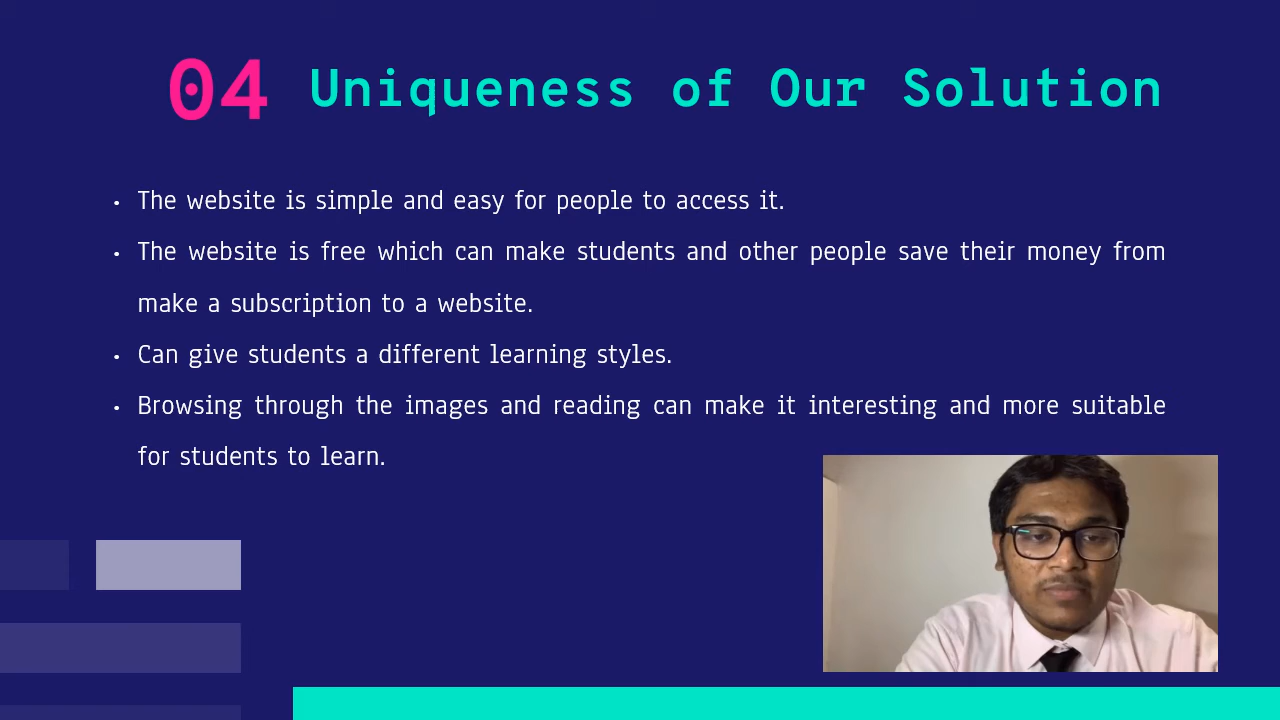 04 Uniqueness of Our Solution
• The website is simple and easy for people to access it.
• The website is free which can make students and other people save their money from
make a subscription to a website.
• Can give students a different learning styles.
• Browsing through the images and reading can make it interesting and more suitable
for students to learn.